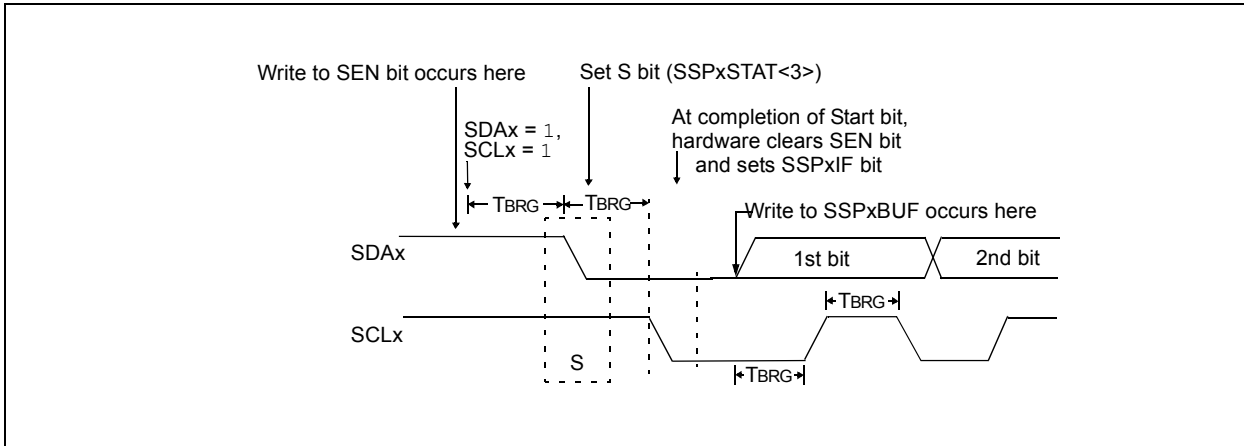 Write to SEN bit occurs here
Set S bit (SSPxSTAT<3>)
SDAx = 1,
SCLx = 1
At completion of Start bit,
hardware clears SEN bit
and sets SSPxIF bit
TBRG
TBRG
Write to SSPxBUF occurs here
SDAx
1st bit
2nd bit
TBRG
SCLx
S
TBRG